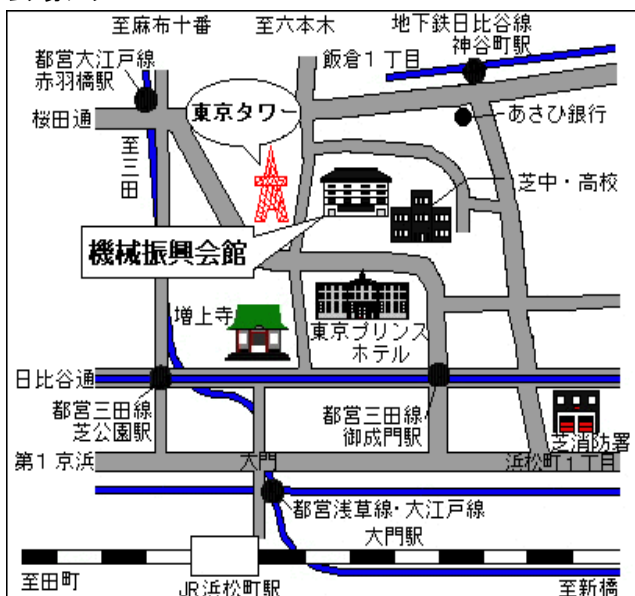 至麻布十番
至六本木
地下鉄日比谷線
神谷町駅
都営大江戸線
赤羽橋駅
飯倉1丁目
東京タワー
あさひ銀行
桜田通
至三田
芝中・高校
機械振興会館
増上寺
東京プリンス
ホテル
日比谷通
都営三田線
芝公園駅
都営三田線
御成門駅
芝消防署
第1京浜
大門
浜松町1丁目
都営浅草線・大江戸線
大門駅
至田町
JR浜松町駅
至新橋